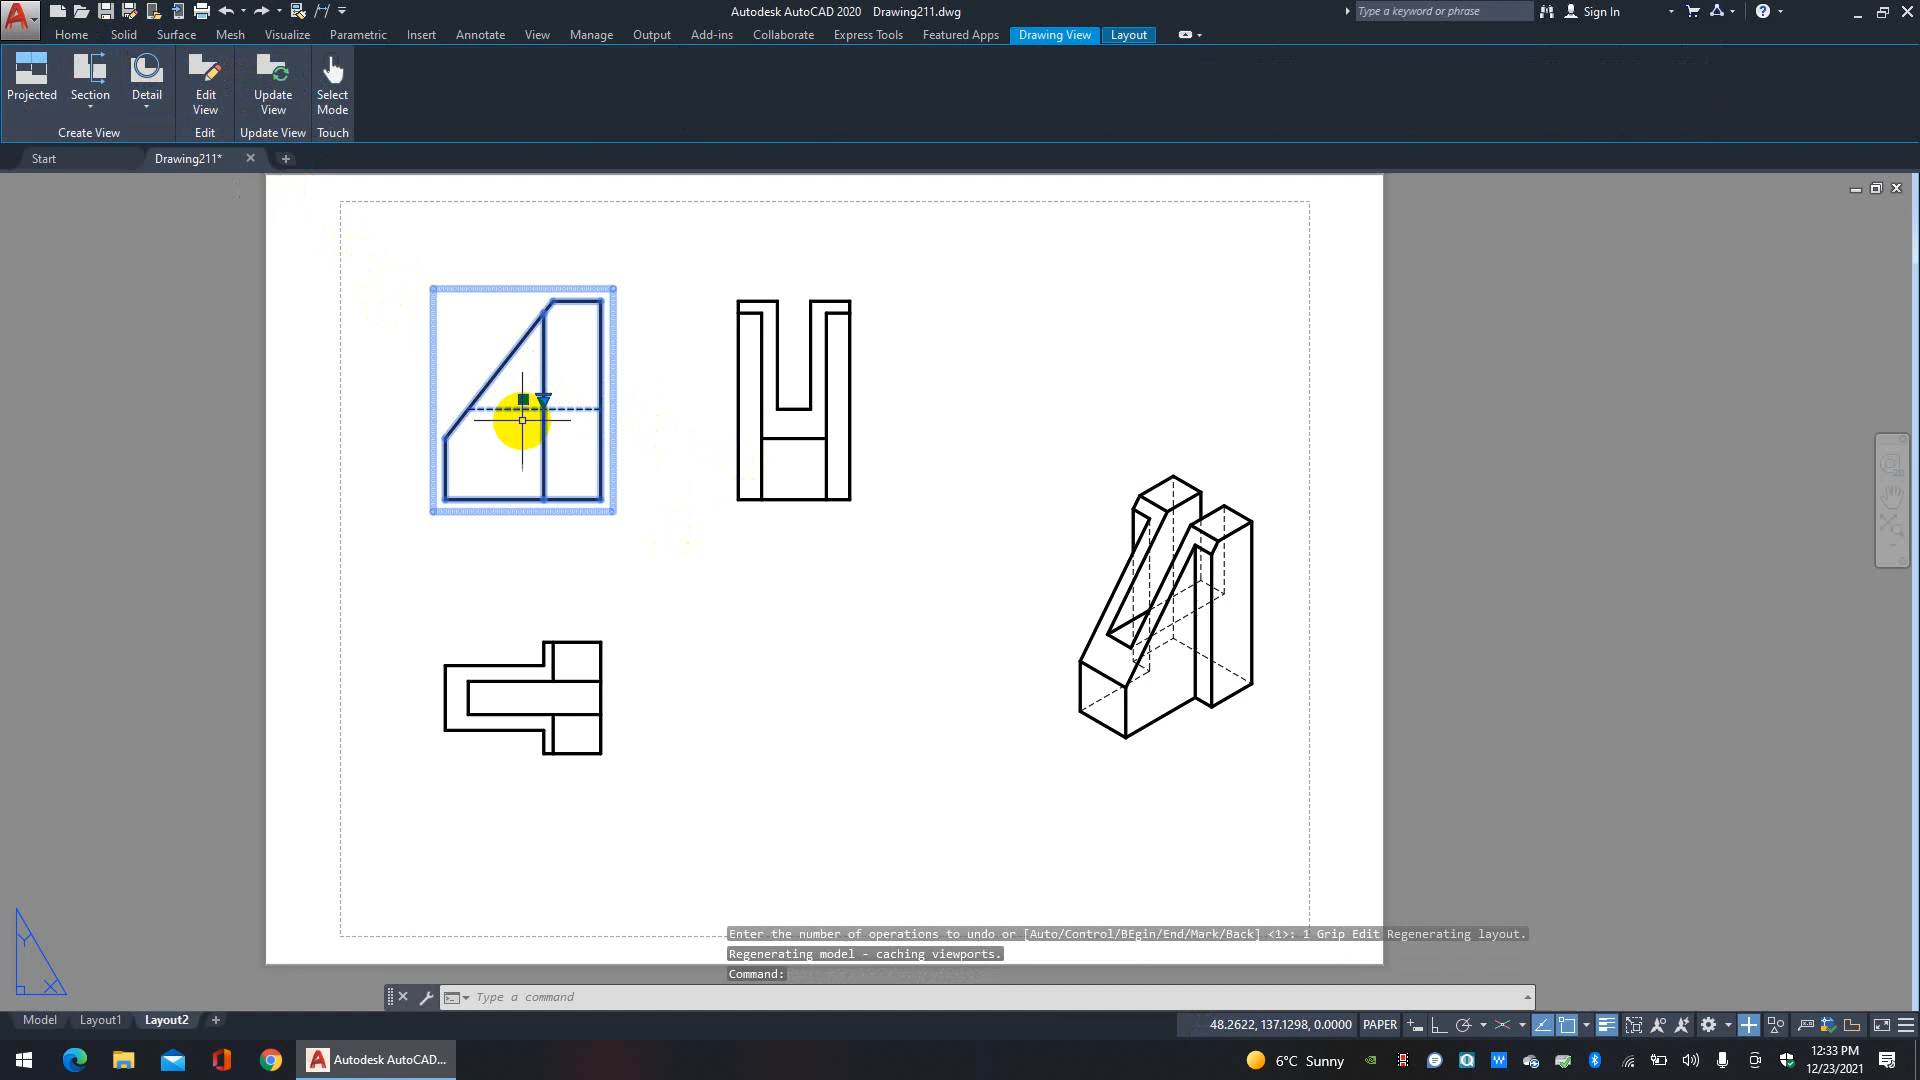 Autodesk AutoCAD 2020 Drawing211.dwg
Type a keyword or phrase
Sign In
Home Solid Surface Mesh Visualize Parametric Insert Annotate View Manage Output Add-ins Collaborate Express Tools Featured Apps Drawing View Layout
Projected Section Detail Edit View Update View Select Mode
Create View Edit Update View Touch
Start Drawing211*
Enter the number of operations to undo or [Auto/Control/BEgin/End/Mark/Back] <1>: 1 Grip Edit Regenerating layout.
Regenerating model - caching viewports.
Command:
Type a command
Y
X
Model Layout1 Layout2
48.2622, 137.1298, 0.0000 PAPER
Autodesk AutoCAD...
6°C Sunny
12:33 PM
12/23/2021